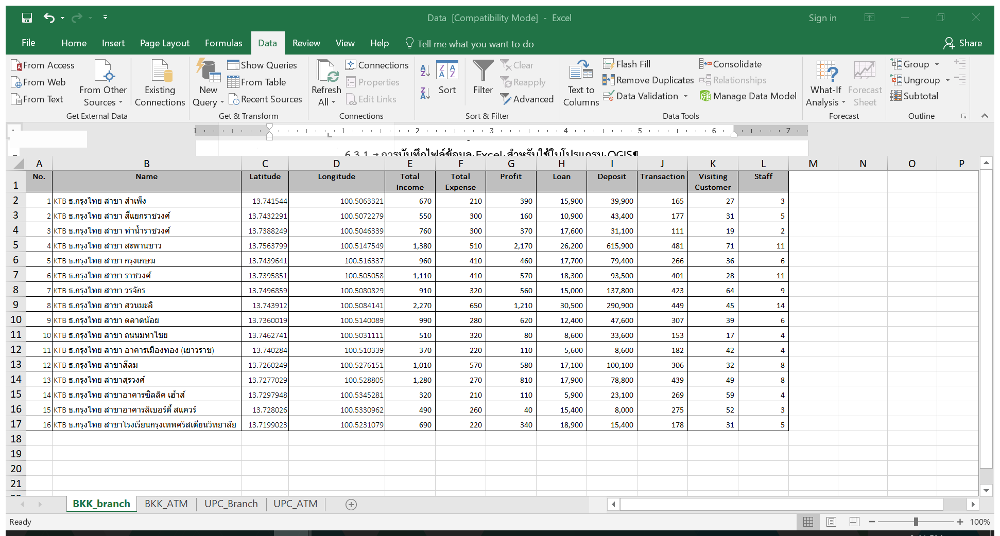 Data [Compatibility Mode] - Excel
Sign in
File Home Insert Page Layout Formulas Data Review View Help Tell me what you want to do Share
From Access
From Web
From Text
From Other Sources
Existing Connections
Get External Data
New Query
Show Queries
From Table
Recent Sources
Get & Transform
Refresh All
Connections
Properties
Edit Links
Connections
Sort
Filter
Clear
Reapply
Advanced
Sort & Filter
Text to Columns
Flash Fill
Remove Duplicates
Data Validation
Consolidate
Relationships
Manage Data Model
Data Tools
What-If Analysis
Forecast Sheet
Forecast
Group
Ungroup
Subtotal
Outline
1 1 2 3 4 5 6 7
6.3.1 การบันทึกไฟล์ข้อมูล Excel สำหรับใช้ในโปรแกรม QGIS¶
A B C D E F G H I J K L M N O P
1 No. Name Latitude Longitude Total Income Total Expense Profit Loan Deposit Transaction Visiting Customer Staff
2 1 KTB ธ.กรุงไทย สาขา สำเพ็ง 13.741544 100.5063321 670 210 390 15,900 39,900 165 27 3
3 2 KTB ธ.กรุงไทย สาขา สี่แยกราชวงศ์ 13.7432291 100.5072279 550 300 160 10,900 43,400 177 31 5
4 3 KTB ธ.กรุงไทย สาขา ท่าน้ำราชวงศ์ 13.7388249 100.5046339 760 300 370 17,600 31,100 111 19 2
5 4 KTB ธ.กรุงไทย สาขา สะพานขาว 13.7563799 100.5147549 1,380 510 2,170 26,200 615,900 481 71 11
6 5 KTB ธ.กรุงไทย สาขา กรุงเกษม 13.7439641 100.516337 960 410 460 17,700 79,400 266 36 6
7 6 KTB ธ.กรุงไทย สาขา ราชวงศ์ 13.7395851 100.505058 1,110 410 570 18,300 93,500 401 28 11
8 7 KTB ธ.กรุงไทย สาขา วรจักร 13.7496859 100.5080829 910 320 560 15,000 137,800 423 64 9
9 8 KTB ธ.กรุงไทย สาขา สวนมะลิ 13.743912 100.5084141 2,270 650 1,210 30,500 290,900 449 45 14
10 9 KTB ธ.กรุงไทย สาขา ตลาดน้อย 13.7360019 100.5140089 990 280 620 12,400 47,600 307 39 6
11 10 KTB ธ.กรุงไทย สาขา ถนนมหาไชย 13.7462741 100.5031111 510 320 80 8,600 33,600 153 17 4
12 11 KTB ธ.กรุงไทย สาขา อาคารเมืองทอง (เยาวราช) 13.740284 100.510339 370 220 110 5,600 8,600 182 42 4
13 12 KTB ธ.กรุงไทย สาขาสีลม 13.7260249 100.5276151 1,010 570 580 17,100 100,100 306 32 8
14 13 KTB ธ.กรุงไทย สาขาสุรวงศ์ 13.7277029 100.528805 1,280 270 810 17,900 78,800 439 49 8
15 14 KTB ธ.กรุงไทย สาขาอาคารซิลลิค เฮ้าส์ 13.7297948 100.5345281 320 210 110 5,900 23,100 269 59 4
16 15 KTB ธ.กรุงไทย สาขาอาคารลิเบอร์ตี้ สแควร์ 13.728026 100.5330962 490 260 40 15,400 8,000 275 52 3
17 16 KTB ธ.กรุงไทย สาขาโรงเรียนกรุงเทพคริสเตียนวิทยาลัย 13.7199023 100.5231079 690 220 340 18,900 15,400 178 31 5
18
19
20
21
BKK_branch BKK_ATM UPC_Branch UPC_ATM
Ready
100%